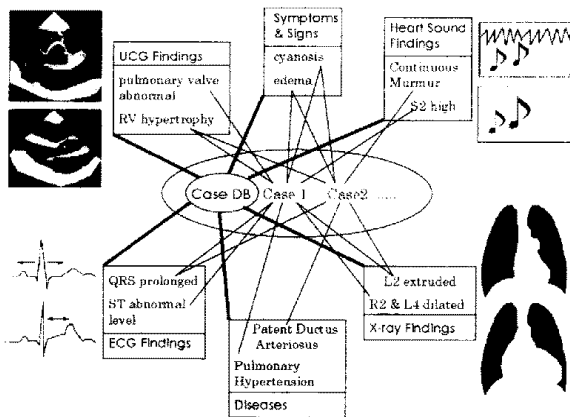 UCG Findings
pulmonary valve
abnormal
RV hypertrophy
Symptoms
& Signs
cyanosis
edema
Heart Sound
Findings
Continuous
Murmur
S2 high
Case DB
Case 1
Case2 .....
QRS prolonged
ST abnormal
level
ECG Findings
Patent Ductus
Arteriosus
Pulmonary
Hypertension
Diseases
L2 extruded
R2 & L4 dilated
X-ray Findings